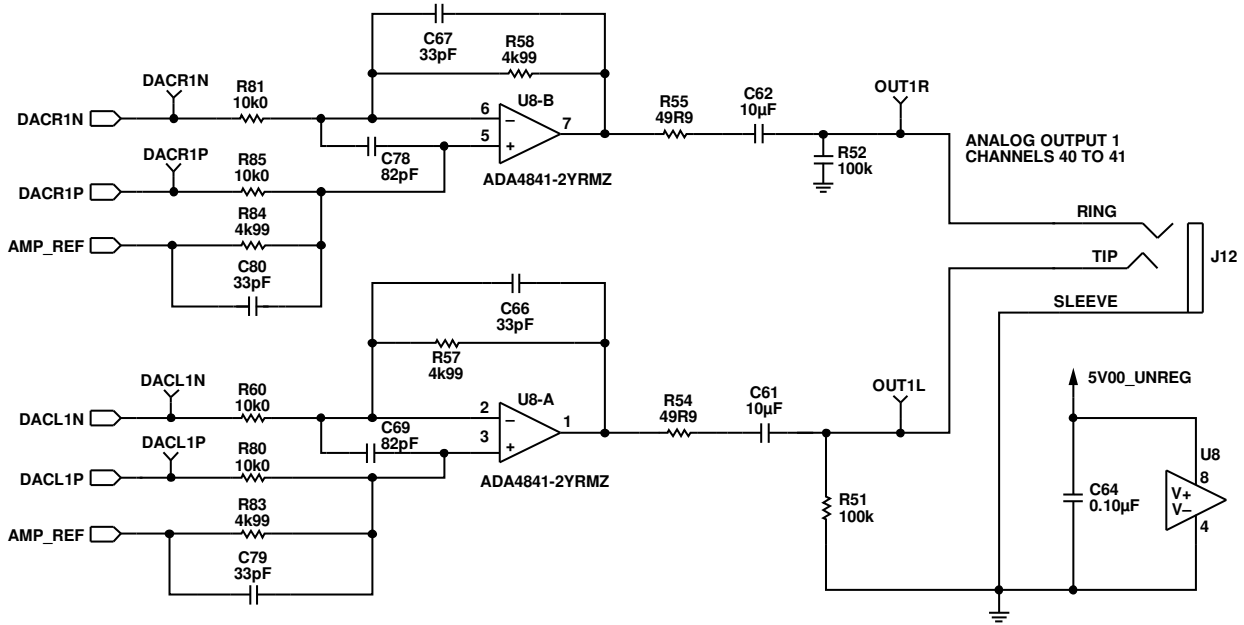 C67
33pF
R58
4k99
DACR1N
R81
10k0
DACR1N
6
5
–
+
U8-B
7
C78
82pF
ADA4841-2YRMZ
DACR1P
R85
10k0
DACR1P
R84
4k99
AMP_REF
C80
33pF
R55
49R9
C62
10µF
OUT1R
R52
100k
ANALOG OUTPUT 1
CHANNELS 40 TO 41
RING
TIP
SLEEVE
J12
C66
33pF
R57
4k99
DACL1N
R60
10k0
DACL1N
2
3
–
+
U8-A
1
C69
82pF
ADA4841-2YRMZ
DACL1P
R80
10k0
DACL1P
R83
4k99
AMP_REF
C79
33pF
R54
49R9
C61
10µF
OUT1L
R51
100k
5V00_UNREG
C64
0.10µF
U8
8
V+
V–
4